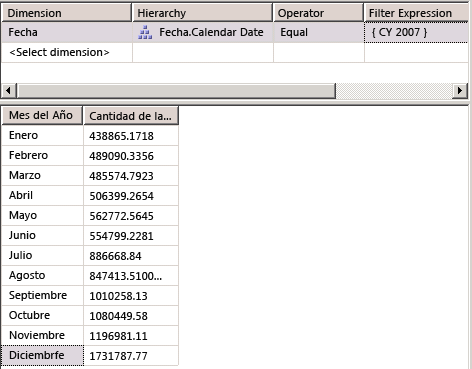 Dimension Hierarchy Operator Filter Expression
Fecha Fecha.Calendar Date Equal { CY 2007 }
<Select dimension>
Mes del Año Cantidad de la...
Enero 438865.1718
Febrero 489090.3356
Marzo 485574.7923
Abril 506399.2654
Mayo 562772.5645
Junio 554799.2281
Julio 886668.84
Agosto 847413.5100...
Septiembre 1010258.13
Octubre 1080449.58
Noviembre 1196981.11
Diciembrfe 1731787.77